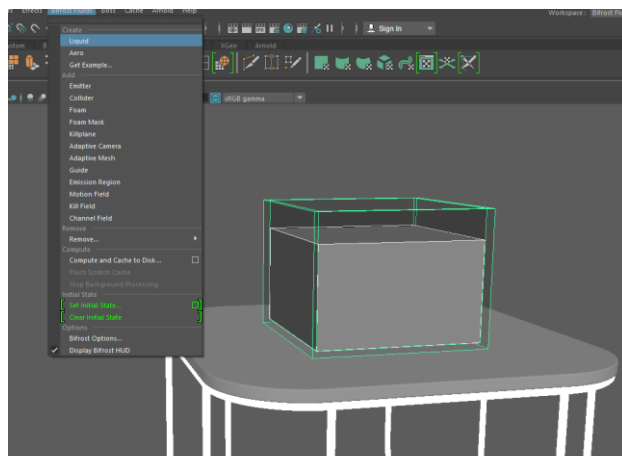 Workspace: Bifrost Flu
Effects Bifrost Fluids Boss Cache Arnold Help
Sign In
XGen Arnold
sRGB gamma
Create
Liquid
Aero
Get Example...
Add
Emitter
Collider
Foam
Foam Mask
Killplane
Adaptive Camera
Adaptive Mesh
Guide
Emission Region
Motion Field
Kill Field
Channel Field
Remove
Remove...
Compute
Compute and Cache to Disk...
Flush Scratch Cache
Stop Background Processing
Initial State
Set Initial State...
Clear Initial State
Options
Bifrost Options...
Display Bifrost HUD